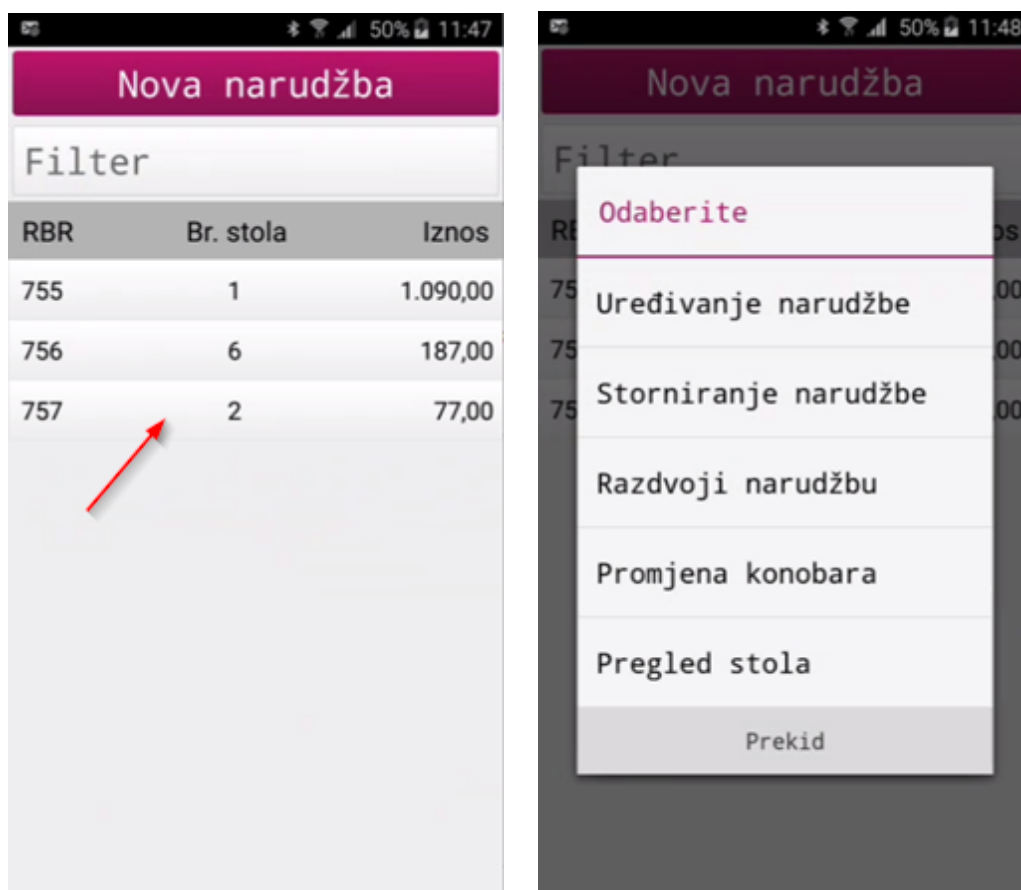 50% 11:47
Nova narudžba
Filter
RBR Br. stola Iznos
755 1 1.090,00
756 6 187,00
757 2 77,00
50% 11:48
Nova narudžba
Filter
Odaberite
Uređivanje narudžbe
Storniranje narudžbe
Razdvoji narudžbu
Promjena konobara
Pregled stola
Prekid